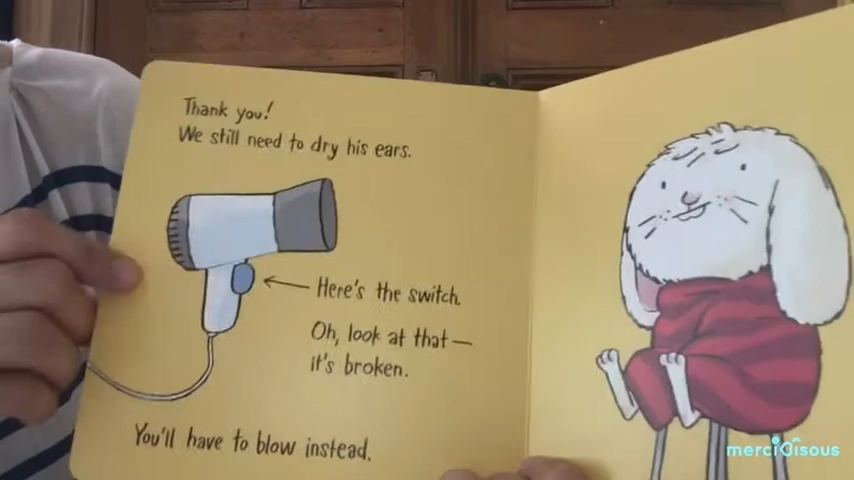 Thank you!
We still need to dry his ears.
Here's the switch.
Oh, look at that—
it's broken.
You'll have to blow instead.
merciGisous